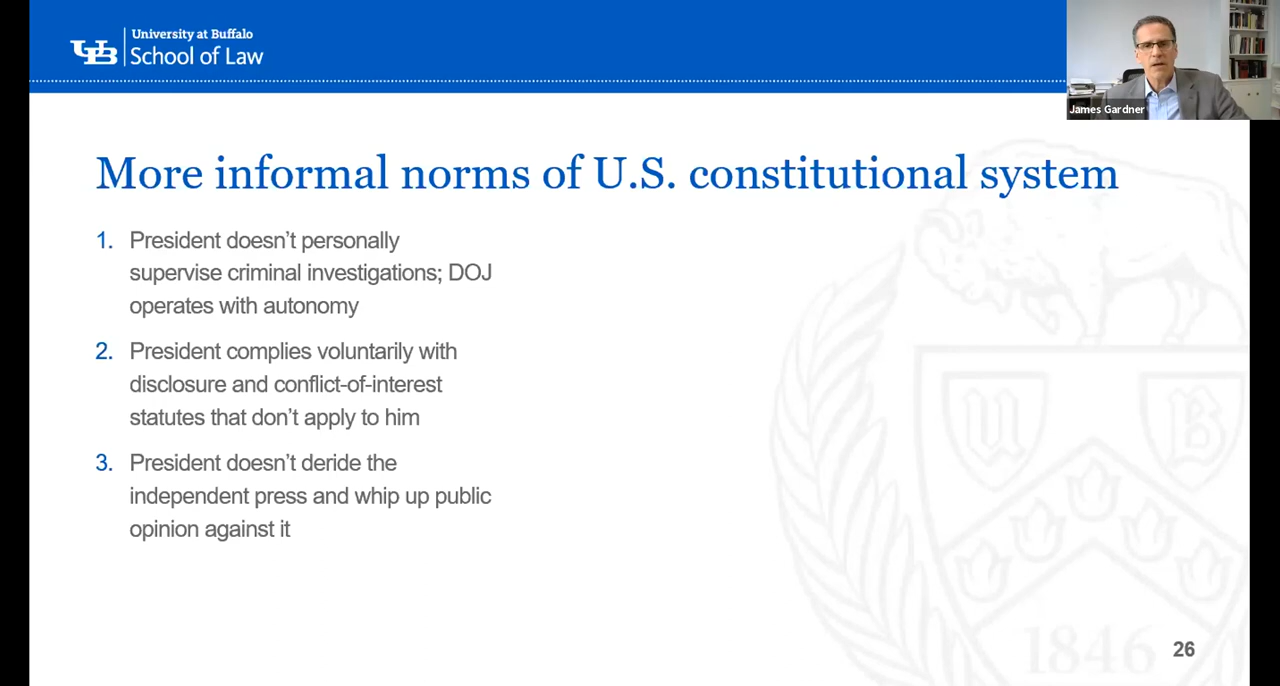 University at Buffalo
UB School of Law
James Gardner
More informal norms of U.S. constitutional system
1. President doesn’t personally
supervise criminal investigations; DOJ
operates with autonomy
2. President complies voluntarily with
disclosure and conflict-of-interest
statutes that don’t apply to him
3. President doesn’t deride the
independent press and whip up public
opinion against it
U B
1846
26